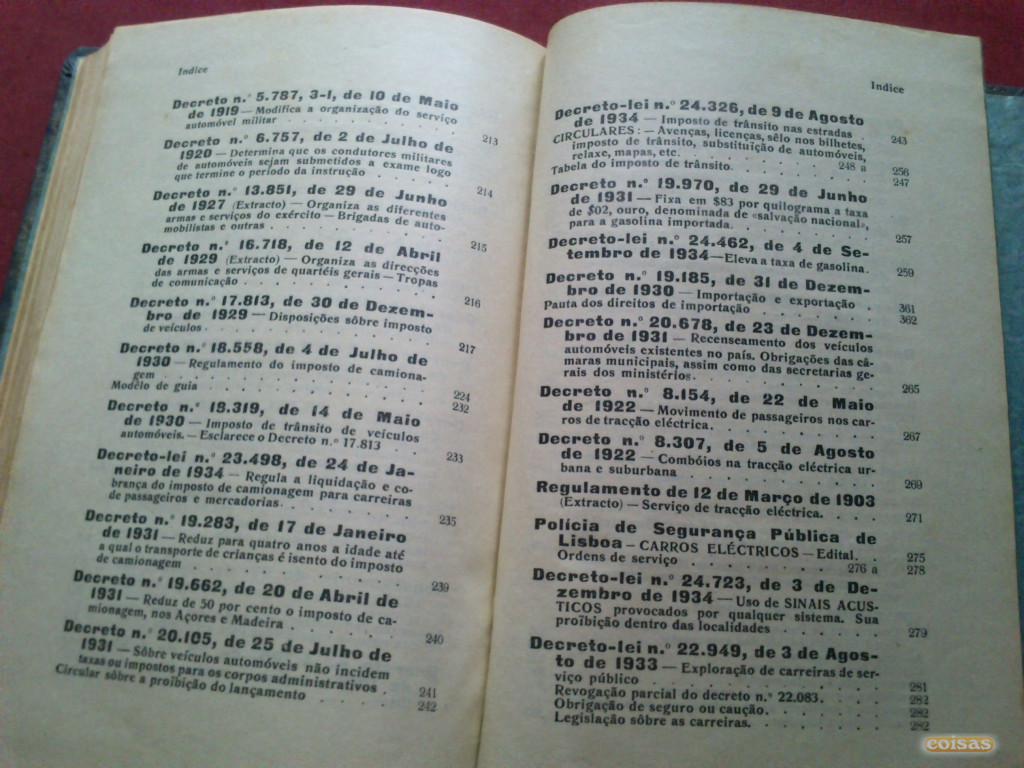 Indice
Decreto n.º 5.787, 3-I, de 10 de Maio
de 1919 — Modifica a organização do serviço
automóvel militar . . . . . . . . . . 213
Decreto n.º 6.757, de 2 de Julho de
1920 — Determina que os condutores militares
de automóveis sejam submetidos a exame logo
que termine o período da instrução . . . . . 214
Decreto n.º 13.851, de 29 de Junho
de 1927 (Extracto) — Organiza as diferentes
armas e serviços do exército — Brigadas de auto-
mobilistas e outras . . . . . . . . . . 215
Decreto n.º 16.718, de 12 de Abril
de 1929 (Extracto) — Organiza as direcções
das armas e serviços de quartéis gerais — Tropas
de comunicação . . . . . . . . . . 216
Decreto n.º 17.813, de 30 de Dezem-
bro de 1929 — Disposições sôbre imposto
de veículos . . . . . . . . . . 217
Decreto n.º 18.558, de 4 de Julho de
1930 — Regulamento do imposto de camiona-
gem . . . . . . . . . . 224
Modêlo de guia . . . . . . . . . . 232
Decreto n.º 18.319, de 14 de Maio
de 1930 — Imposto de trânsito de veículos
automóveis. — Esclarece o Decreto n.º 17.813 . . 233
Decreto-lei n.º 23.498, de 24 de Ja-
neiro de 1934 — Regula a liquidação e co-
brança do imposto de camionagem para carreiras
de passageiros e mercadorias . . . . . . . 235
Decreto n.º 19.283, de 17 de Janeiro
de 1931 — Reduz para quatro anos a idade até
a qual o transporte de crianças é isento do imposto
de camionagem . . . . . . . . . . 239
Decreto n.º 19.662, de 20 de Abril de
1931 — Reduz de 50 por cento o imposto de ca-
mionagem, nos Açores e Madeira . . . . . . 240
Decreto n.º 20.105, de 25 de Julho de
1931 — Sôbre veículos automóveis não incidem
taxas ou impostos para os corpos administrativos . 241
Circular sôbre a proïbição do lançamento . . . . 242
Indice
Decreto-lei n.º 24.326, de 9 de Agosto
de 1934 — Imposto de trânsito nas estradas . 243
CIRCULARES : — Avenças, licenças, sêlo nos bilhetes,
imposto de trânsito, substituição de automóveis,
relaxe, mapas, etc. . . . . . . . 248 a 256
Tabela do imposto de trânsito . . . . . . . 247
Decreto n.º 19.970, de 29 de Junho
de 1931 — Fixa em $83 por quilograma a taxa
de $02, ouro, denominada de «salvação nacional»,
para a gasolina importada . . . . . . . . 257
Decreto-lei n.º 24.462, de 4 de Se-
tembro de 1934 — Eleva a taxa de gasolina . 259
Decreto n.º 19.185, de 31 de Dezem-
bro de 1930 — Importação e exportação . . 361
Pauta dos direitos de importação . . . . . . 362
Decreto n.º 20.678, de 23 de Dezem-
bro de 1931 — Recenseamento dos veículos
automóveis existentes no país. Obrigações das câ-
maras municipais, assim como das secretarias ge-
rais dos ministérios . . . . . . . . . . 265
Decreto n.º 8.154, de 22 de Maio
de 1922 — Movimento de passageiros nos car-
ros de tracção eléctrica . . . . . . . . . 267
Decreto n.º 8.307, de 5 de Agosto
de 1922 — Combóios na tracção eléctrica ur-
bana e suburbana . . . . . . . . . . 269
Regulamento de 12 de Março de 1903
(Extracto) — Serviço de tracção eléctrica . . . . 271
Polícia de Segurança Pública de
Lisboa — CARROS ELÉCTRICOS — Edital . . 275
Ordens de serviço . . . . . . . . 276 a 278
Decreto-lei n.º 24.723, de 3 de De-
zembro de 1934 — Uso de SINAIS ACUS-
TICOS provocados por qualquer sistema. Sua
proïbição dentro das localidades . . . . . . 279
Decreto-lei n.º 22.949, de 3 de Agos-
to de 1933 — Exploração de carreiras de ser-
viço público . . . . . . . . . . 281
Revogação parcial do decreto n.º 22.083 . . . . 282
Obrigação de seguro ou caução . . . . . . . 282
Legislação sôbre as carreiras . . . . . . . . 282
coisas